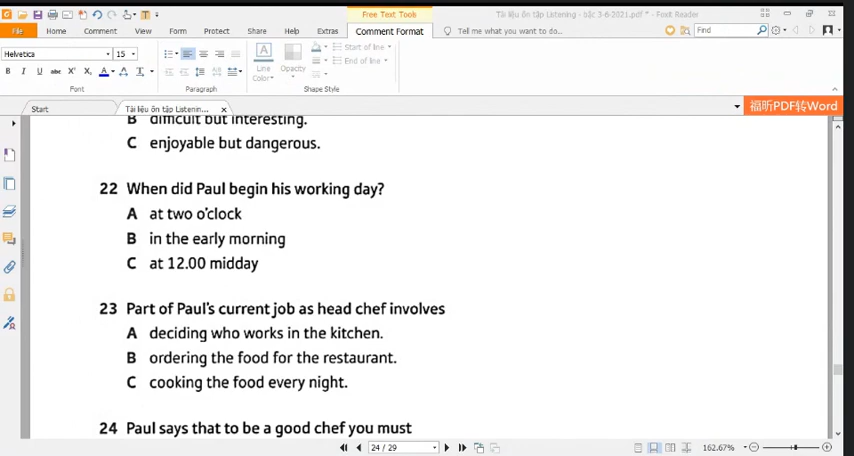 Free Text Tools
Tài liệu ôn tập Listening - bậc 3-6-2021.pdf * - Foxit Reader
File Home Comment View Form Protect Share Help Extras Comment Format Tell me what you want to do... Find
Helvetica 15
Start of line
End of line
B I U abc X² X₂ A T
Line Color
Opacity
Font Paragraph Shape Style
Start Tài liệu ôn tập Listenin...
福昕PDF转Word
B difficult but interesting.
C enjoyable but dangerous.
22 When did Paul begin his working day?
A at two o'clock
B in the early morning
C at 12.00 midday
23 Part of Paul's current job as head chef involves
A deciding who works in the kitchen.
B ordering the food for the restaurant.
C cooking the food every night.
24 Paul says that to be a good chef you must
24 / 29
162.67%